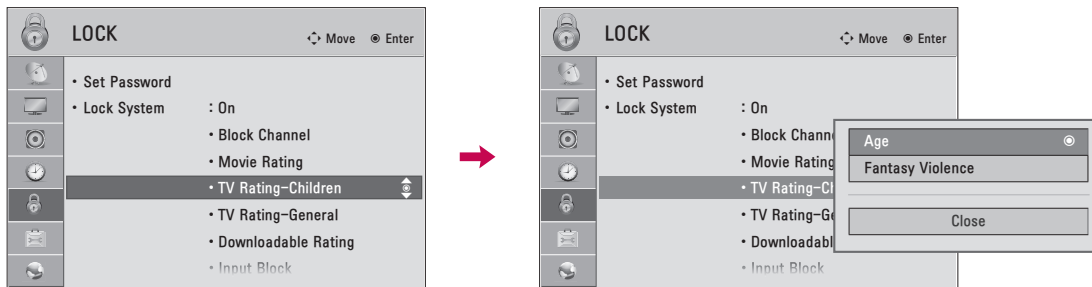 LOCK
Move Enter
• Set Password
• Lock System : On
• Block Channel
• Movie Rating
• TV Rating-Children
• TV Rating-General
• Downloadable Rating
• Input Block
LOCK
Move Enter
• Set Password
• Lock System : On
• Block Chann
• Movie Rating
• TV Rating-Ch
• TV Rating-Ge
• Downloadabl
• Input Block
Age
Fantasy Violence
Close